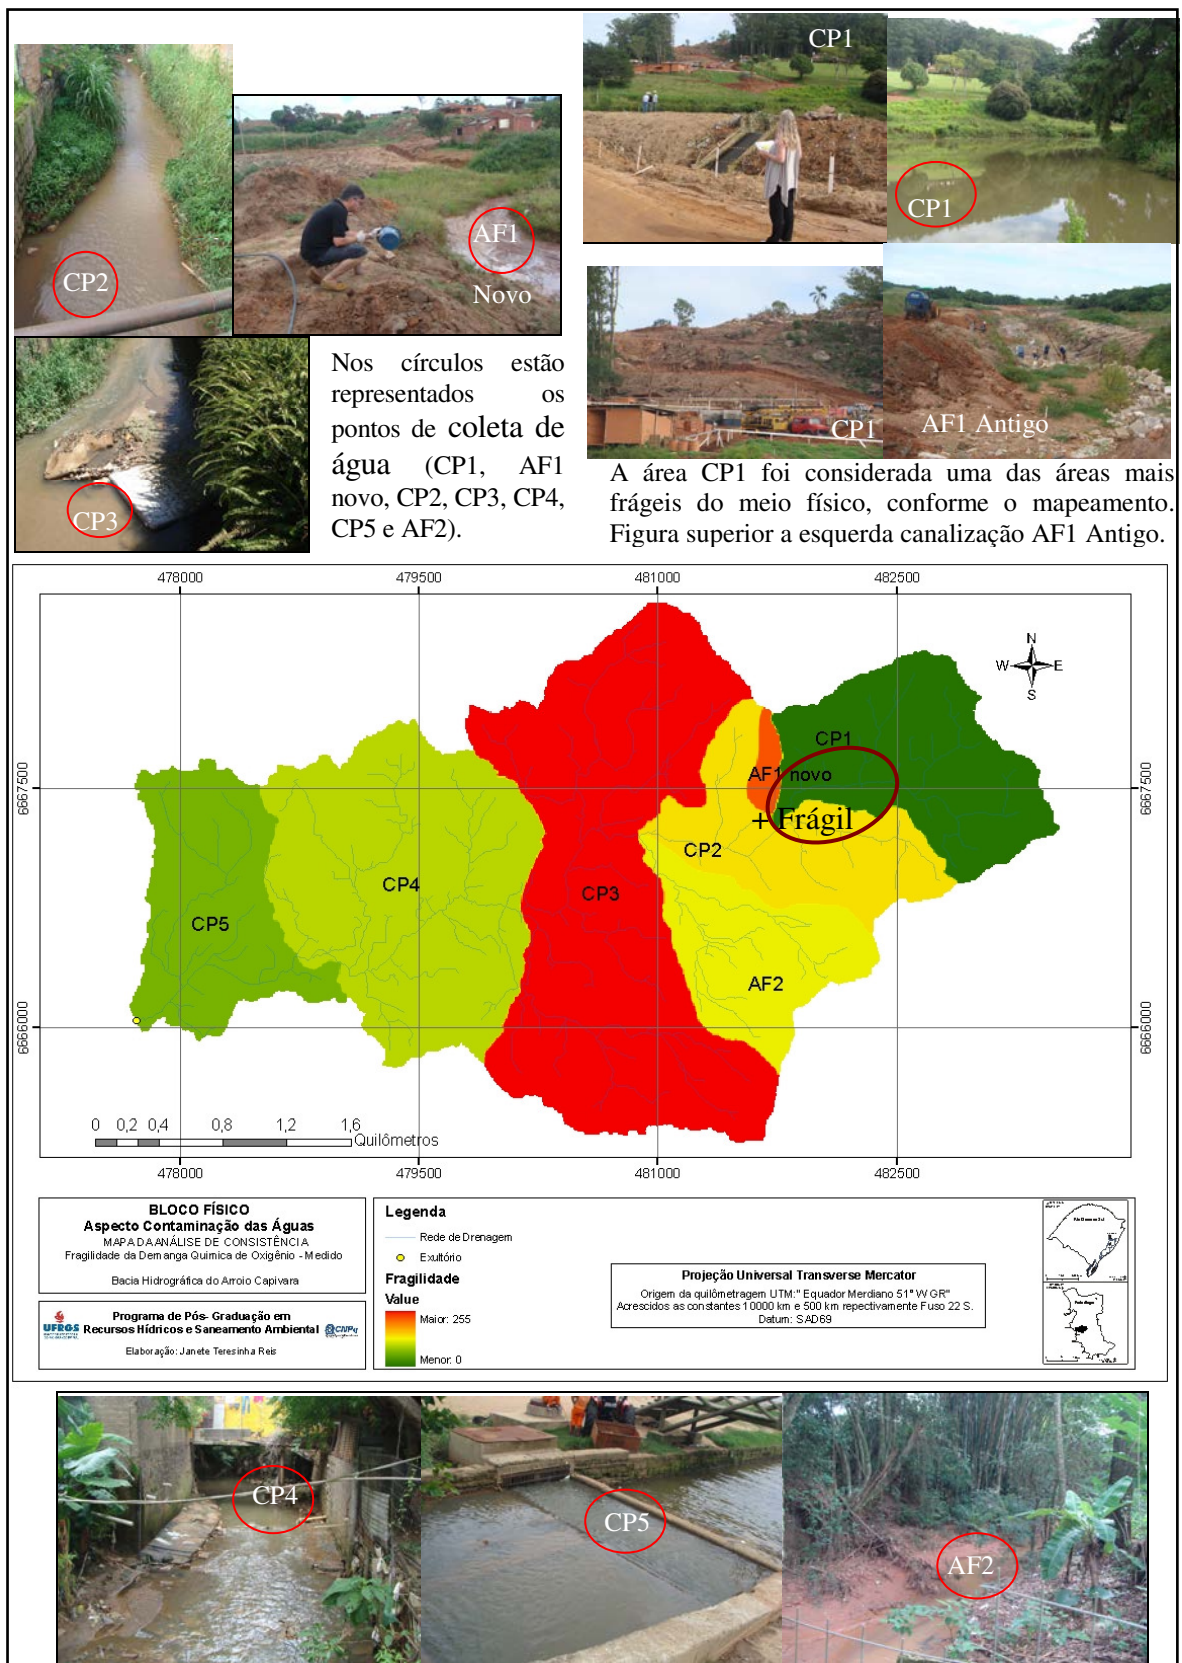 CP2
AF1
Novo
CP3
Nos círculos estão
representados os
pontos de coleta de
água (CP1, AF1
novo, CP2, CP3, CP4,
CP5 e AF2).
CP1
CP1
CP1
AF1 Antigo
A área CP1 foi considerada uma das áreas mais
frágeis do meio físico, conforme o mapeamento.
Figura superior a esquerda canalização AF1 Antigo.
478000 479500 481000 482500
N
W E
S
6667500 6667500
CP1
AF1 novo
+ Frágil
CP2
CP4
CP3
CP5
AF2
6666000 6666000
0 0,2 0,4 0,8 1,2 1,6
Quilômetros
478000 479500 481000 482500
BLOCO FÍSICO
Aspecto Contaminação das Águas
MAPA DA ANÁLISE DE CONSISTÊNCIA
Fragilidade da Demanga Quimica de Oxigênio - Medido
Bacia Hidrográfica do Arroio Capivara
UFRGS
Programa de Pós- Graduação em
Recursos Hídricos e Saneamento Ambiental
CNPq
Elaboração: Janete Teresinha Reis
Legenda
Rede de Drenagem
Exultório
Fragilidade
Value
Maior: 255
Menor: 0
Projeção Universal Transverse Mercator
Origem da quilômetragem UTM:" Equador Merdiano 51° W GR"
Acrescidos as constantes 10000 km e 500 km repectivamente Fuso 22 S.
Datum: SAD69
CP4
CP5
AF2